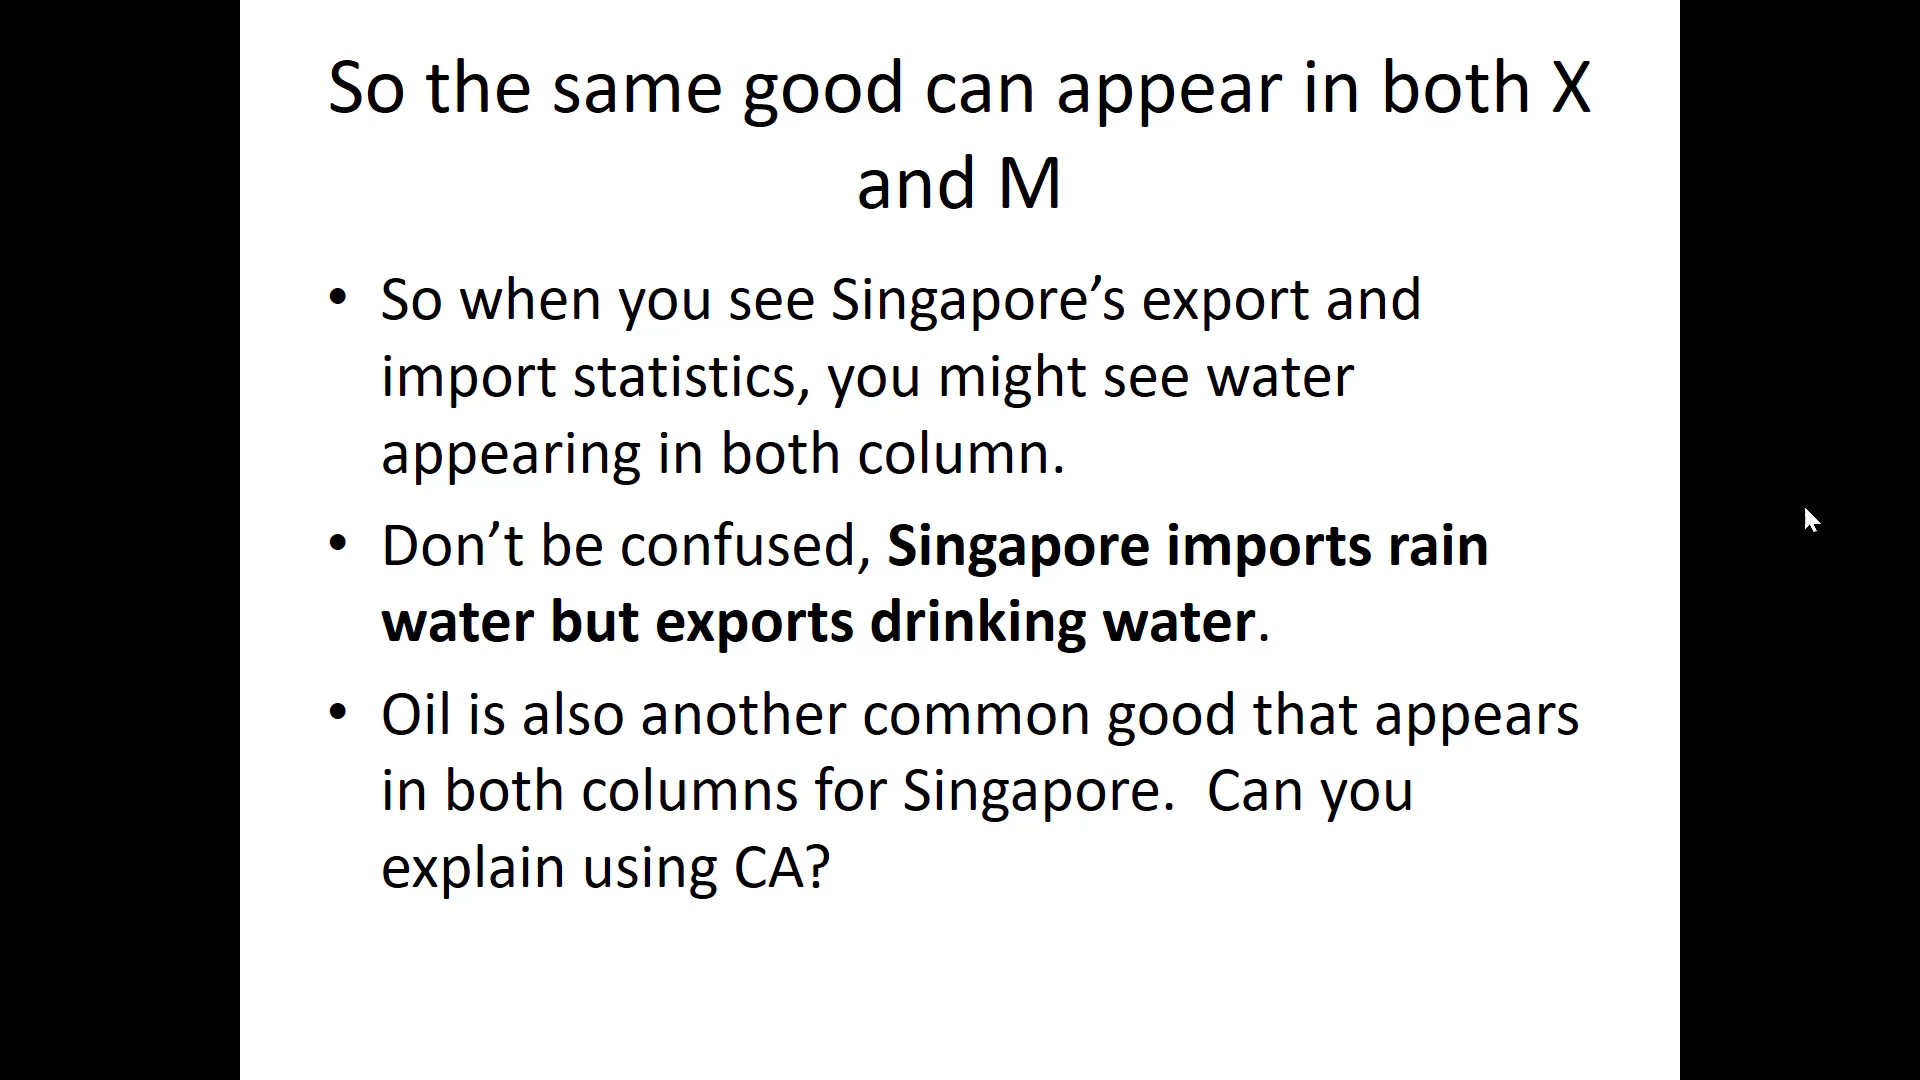 So the same good can appear in both X
and M
• So when you see Singapore’s export and
import statistics, you might see water
appearing in both column.
• Don’t be confused, Singapore imports rain
water but exports drinking water.
• Oil is also another common good that appears
in both columns for Singapore.  Can you
explain using CA?